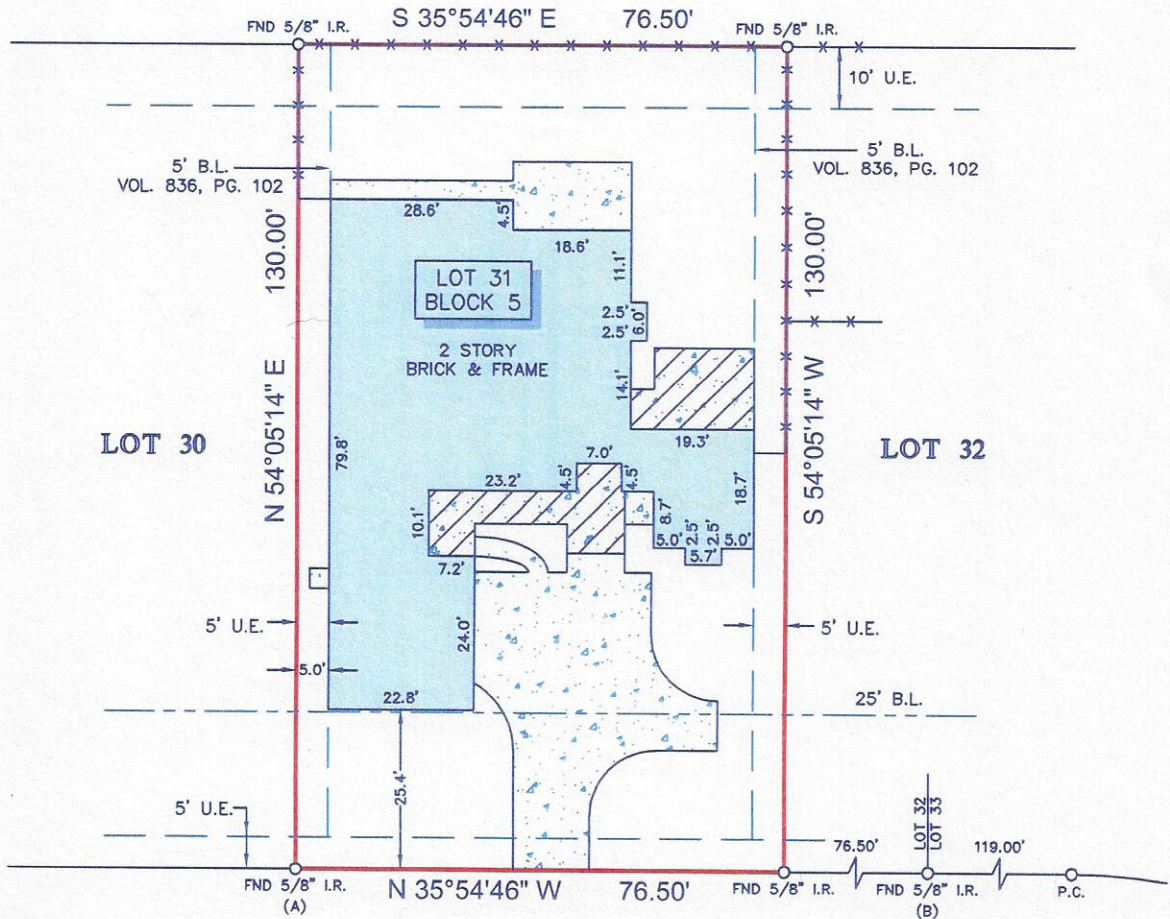 S 35°54'46" E 76.50'
FND 5/8" I.R.
FND 5/8" I.R.
10' U.E.
5' B.L.
VOL. 836, PG. 102
5' B.L.
VOL. 836, PG. 102
28.6'
4.5'
18.6'
130.00'
130.00'
11.1'
LOT 31
BLOCK 5
2.5'
2.5'
6.0'
2 STORY
BRICK & FRAME
14.1'
N 54°05'14" E
S 54°05'14" W
LOT 30
LOT 32
79.8'
19.3'
7.0'
23.2'
4.5'
4.5'
18.7'
10.1'
8.7'
5.0'
2.5'
2.5'
5.0'
5.7'
7.2'
24.0'
5' U.E.
5' U.E.
5.0'
22.8'
25' B.L.
25.4'
5' U.E.
LOT 32
LOT 33
76.50'
119.00'
FND 5/8" I.R.
(A)
N 35°54'46" W 76.50'
FND 5/8" I.R.
FND 5/8" I.R.
(B)
P.C.